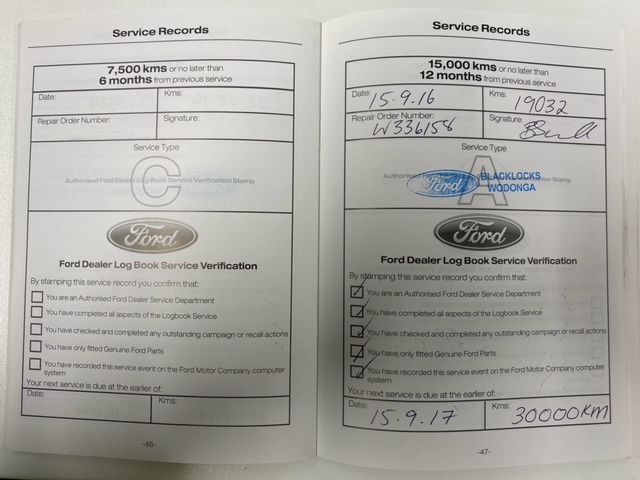 Service Records
7,500 kms or no later than
6 months from previous service
Date:
Kms:
Repair Order Number:
Signature:
Service Type
C
Authorised Ford Dealer Log Book Service Verification Stamp
Ford
Ford Dealer Log Book Service Verification
By stamping this service record you confirm that:
You are an Authorised Ford Dealer Service Department
You have completed all aspects of the Logbook Service
You have checked and completed any outstanding campaign or recall actions
You have only fitted Genuine Ford Parts
You have recorded this service event on the Ford Motor Company computer
system
Your next service is due at the earlier of:
Date:
Kms:
-46-
Service Records
15,000 kms or no later than
12 months from previous service
Date: 15.9.16
Kms: 19032
Repair Order Number: W336158
Signature:
Service Type
A
Ford
BLACKLOCKS
WODONGA
Stamp
Ford
Ford Dealer Log Book Service Verification
By stamping this service record you confirm that:
You are an Authorised Ford Dealer Service Department
You have completed all aspects of the Logbook Service
You have checked and completed any outstanding campaign or recall actions
You have only fitted Genuine Ford Parts
You have recorded this service event on the Ford Motor Company computer
system
Your next service is due at the earlier of:
Date: 15.9.17
Kms: 30000KM
-47-